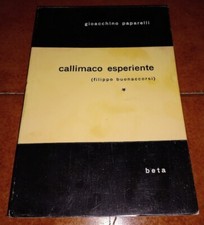 gioacchino paparelli
callimaco esperiente
(filippo buonaccorsi)
beta